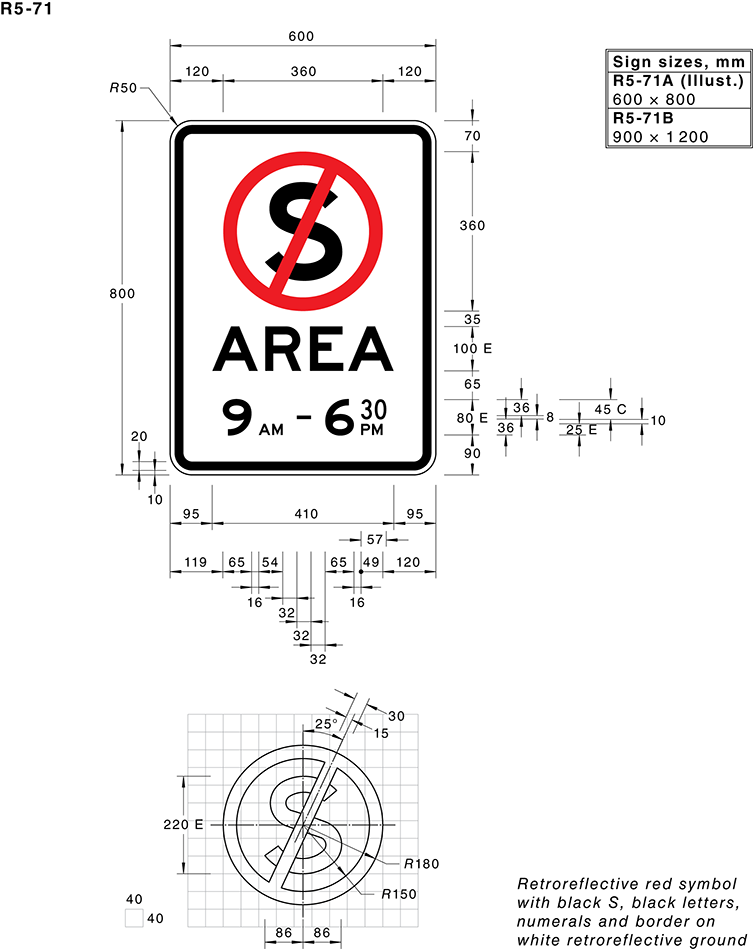 R5-71
600
120 360 120
R50
Sign sizes, mm
R5-71A (Illust.)
600 × 800
R5-71B
900 × 1 200
70
S
360
800
35
AREA
100 E
65
9 AM - 6 30 PM
80 E
36
8
36
45 C
10
25 E
20
90
10
95 410 95
57
119 65 54 65 49 120
16 16
32
32
32
30
25°
15
S
220 E
R180
R150
40
40
86 86
Retroreflective red symbol
with black S, black letters,
numerals and border on
white retroreflective ground